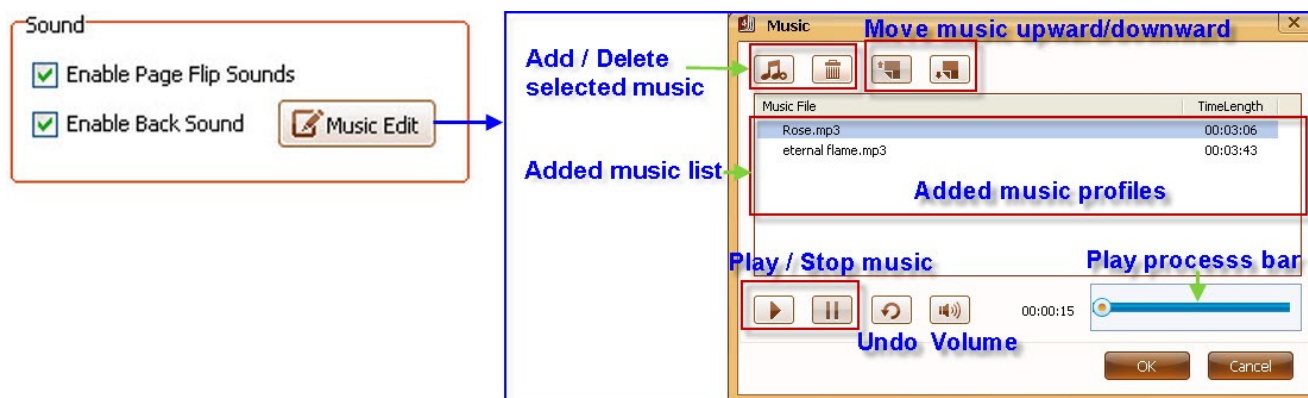 Sound
Enable Page Flip Sounds
Enable Back Sound
Music Edit
Music
Move music upward/downward
Add / Delete
selected music
Music File TimeLength
Rose.mp3 00:03:06
eternal flame.mp3 00:03:43
Added music list
Added music profiles
Play / Stop music
Play processs bar
00:00:15
Undo Volume
OK Cancel